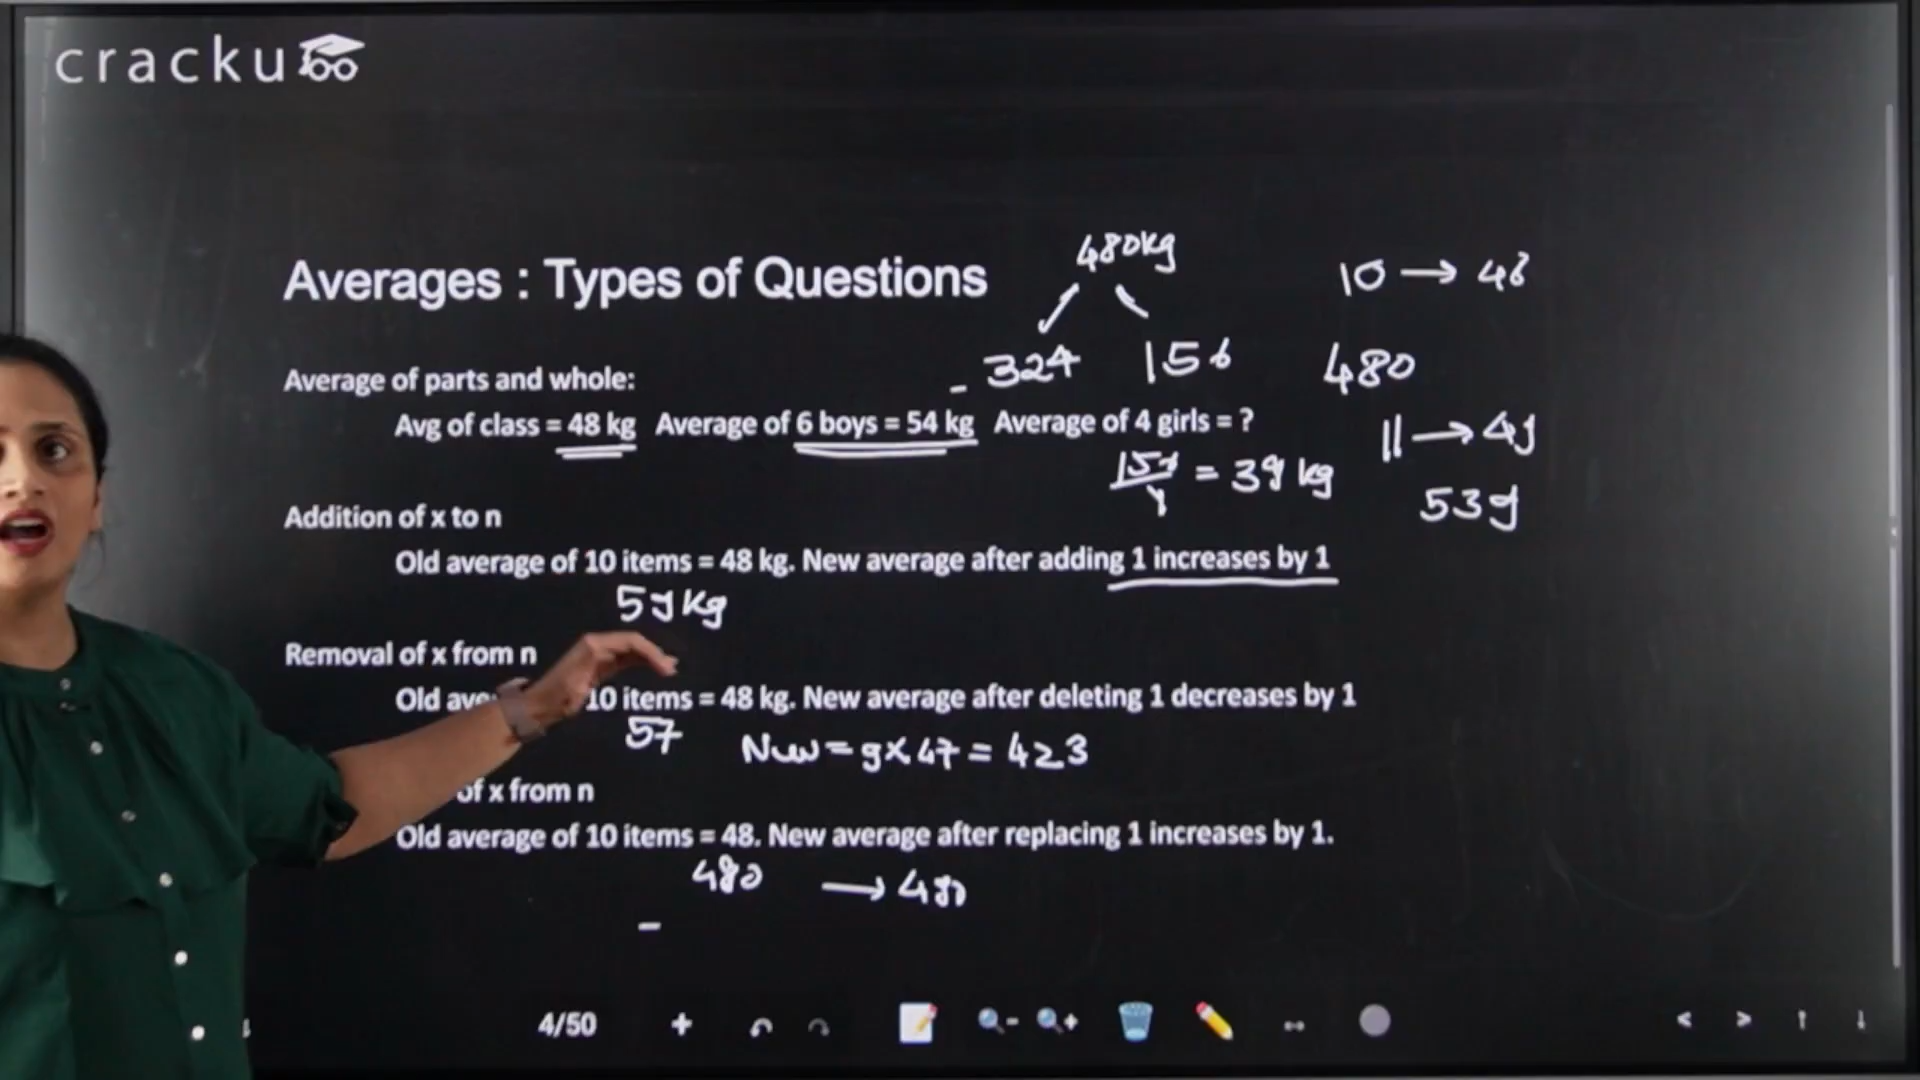 cracku
480kg
10 → 48
Averages : Types of Questions
324 156
480
Average of parts and whole:
Avg of class = 48 kg Average of 6 boys = 54 kg Average of 4 girls = ?
11 → 49
= 39 kg
539
Addition of x to n
Old average of 10 items = 48 kg. New average after adding 1 increases by 1
59 kg
Removal of x from n
Old 10 items = 48 kg. New average after deleting 1 decreases by 1
57 New = 9 x 47 = 423
of x from n
Old average of 10 items = 48. New average after replacing 1 increases by 1.
480 →
4/50